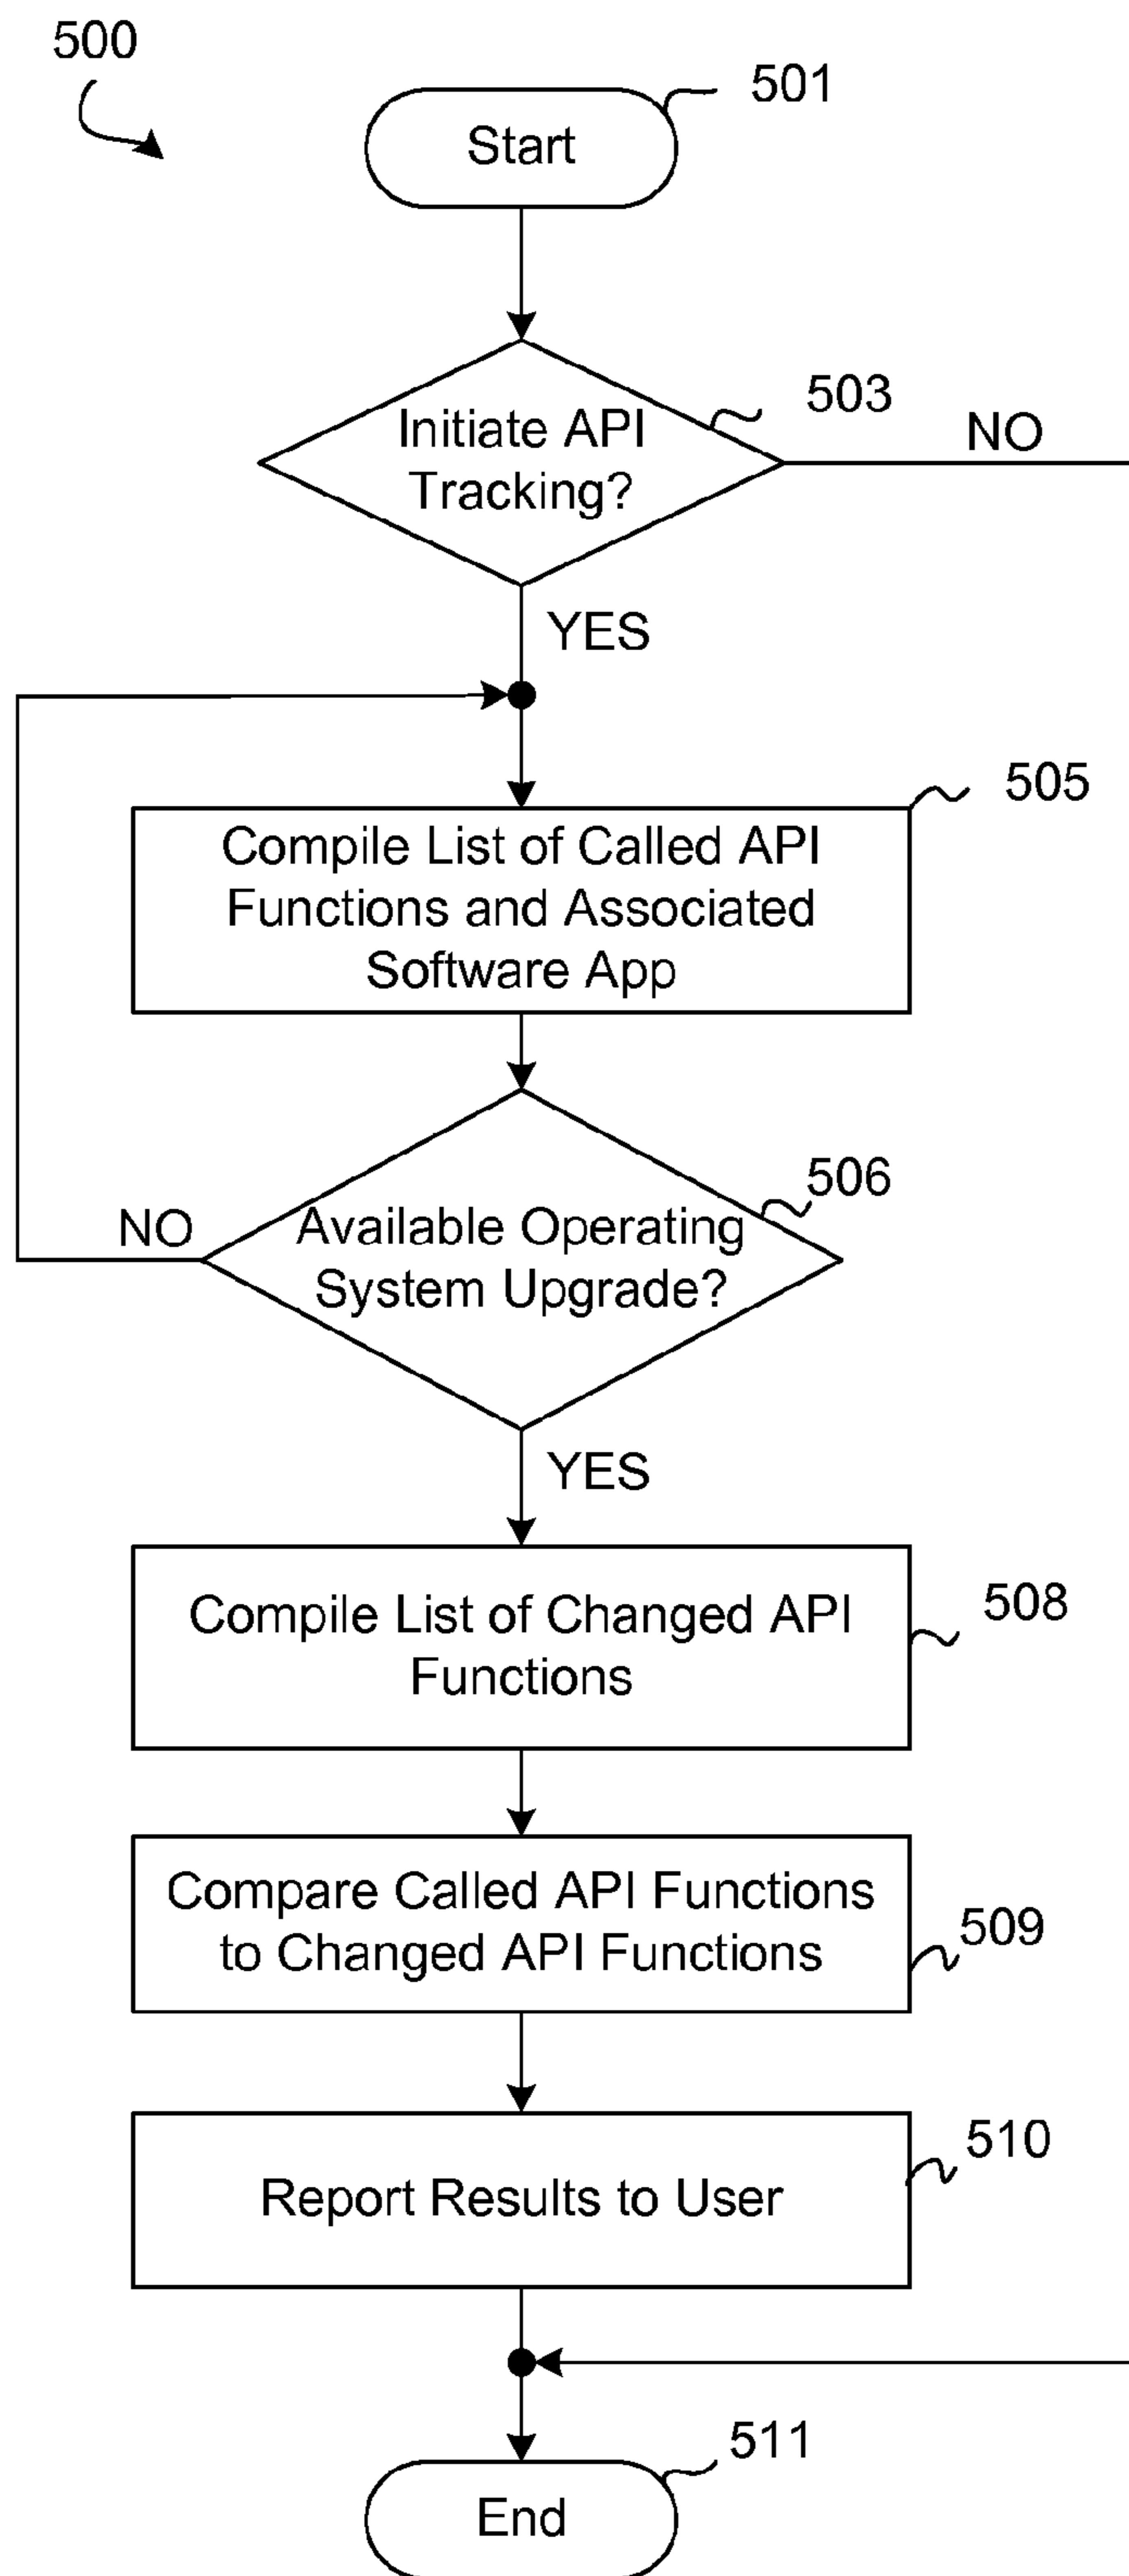 500
501
Start
503
Initiate API
Tracking?
NO
YES
505
Compile List of Called API
Functions and Associated
Software App
506
Available Operating
System Upgrade?
NO
YES
508
Compile List of Changed API
Functions
Compare Called API Functions
to Changed API Functions
509
510
Report Results to User
511
End